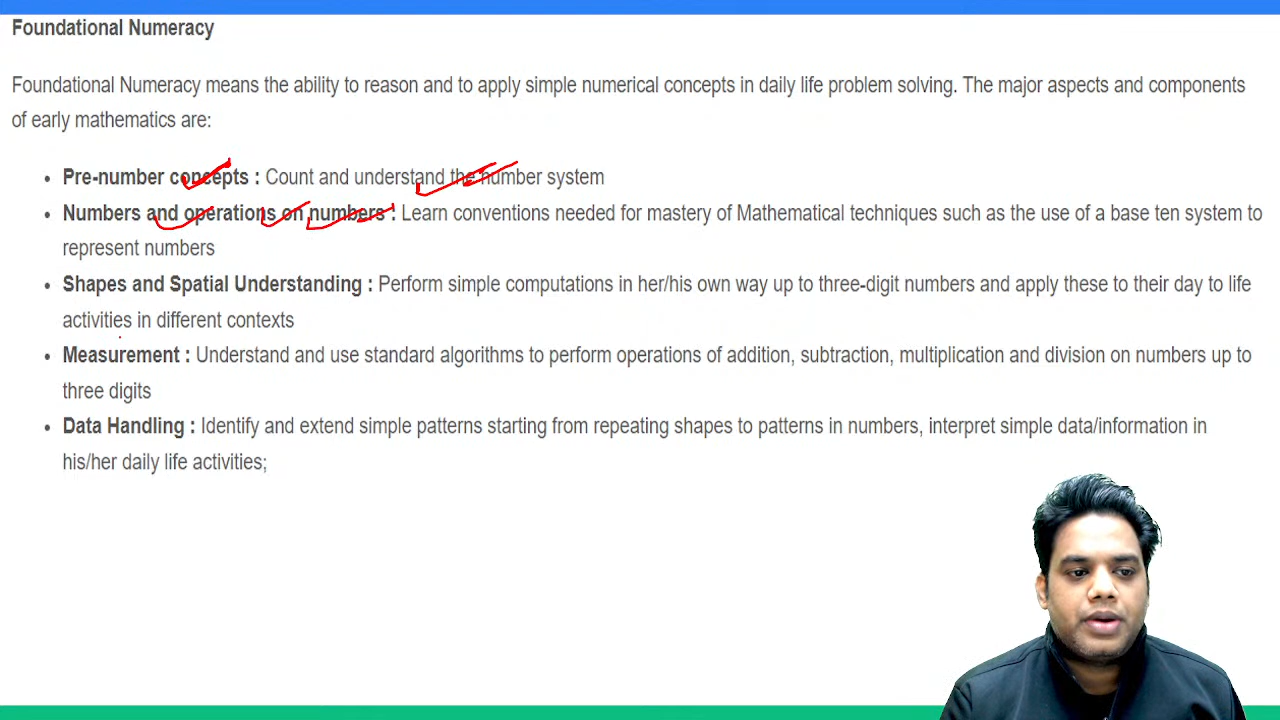 Foundational Numeracy
Foundational Numeracy means the ability to reason and to apply simple numerical concepts in daily life problem solving. The major aspects and components
of early mathematics are:
• Pre-number concepts : Count and understand the number system
• Numbers and operations on numbers : Learn conventions needed for mastery of Mathematical techniques such as the use of a base ten system to
represent numbers
• Shapes and Spatial Understanding : Perform simple computations in her/his own way up to three-digit numbers and apply these to their day to life
activities in different contexts
• Measurement : Understand and use standard algorithms to perform operations of addition, subtraction, multiplication and division on numbers up to
three digits
• Data Handling : Identify and extend simple patterns starting from repeating shapes to patterns in numbers, interpret simple data/information in
his/her daily life activities;